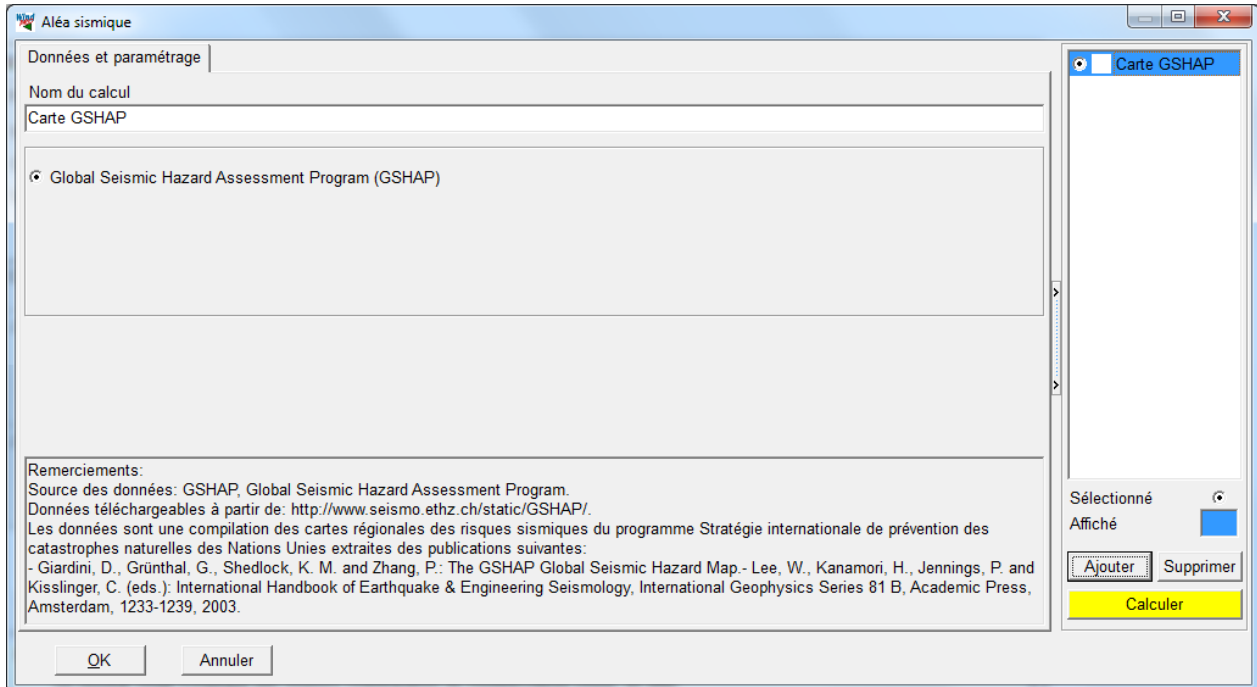 Aléa sismique
Données et paramétrage
Nom du calcul
Carte GSHAP
Global Seismic Hazard Assessment Program (GSHAP)
Remerciements:
Source des données: GSHAP, Global Seismic Hazard Assessment Program.
Données téléchargeables à partir de: http://www.seismo.ethz.ch/static/GSHAP/.
Les données sont une compilation des cartes régionales des risques sismiques du programme Stratégie internationale de prévention des
catastrophes naturelles des Nations Unies extraites des publications suivantes:
- Giardini, D., Grünthal, G., Shedlock, K. M. and Zhang, P.: The GSHAP Global Seismic Hazard Map.- Lee, W., Kanamori, H., Jennings, P. and
Kisslinger, C. (eds.): International Handbook of Earthquake & Engineering Seismology, International Geophysics Series 81 B, Academic Press,
Amsterdam, 1233-1239, 2003.
OK
Annuler
Carte GSHAP
Sélectionné
Affiché
Ajouter
Supprimer
Calculer